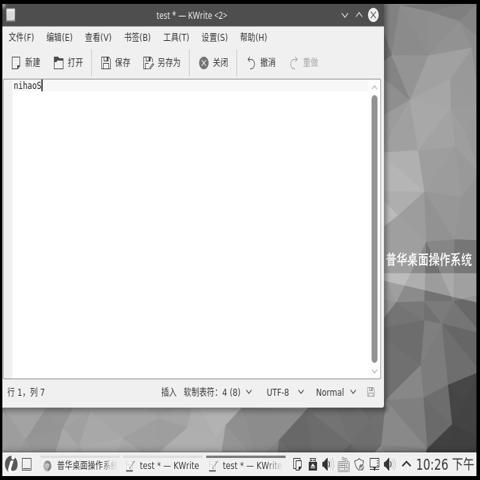 test * — KWrite <2>
文件(F) 编辑(E) 查看(V) 书签(B) 工具(T) 设置(S) 帮助(H)
新建 打开 保存 另存为 关闭 撤消 重做
nihaoS
普华桌面操作系统
行 1，列 7 插入 软制表符：4 (8) UTF-8 Normal
普华桌面操作系统 test * — KWrite test * — KWrite 10:26 下午